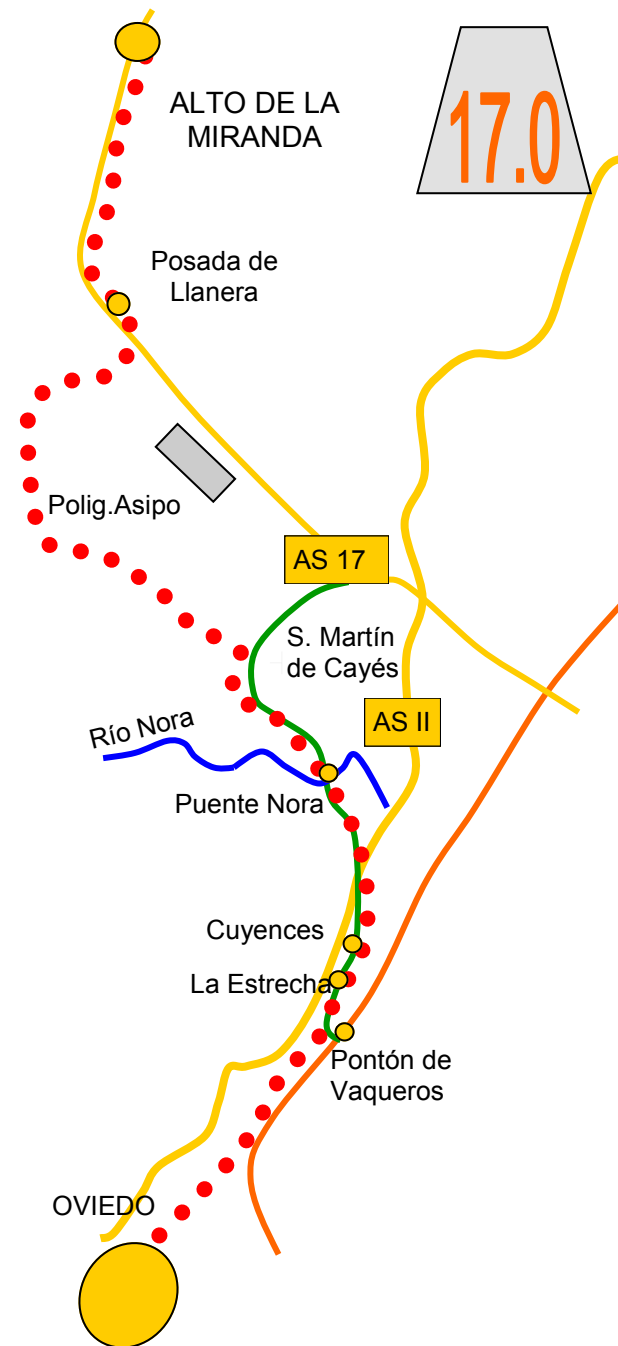 ALTO DE LA
MIRANDA
17.0
Posada de
Llanera
Polig.Asipo
AS 17
S. Martín
de Cayés
AS II
Río Nora
Puente Nora
Cuyences
La Estrecha
Pontón de
Vaqueros
OVIEDO